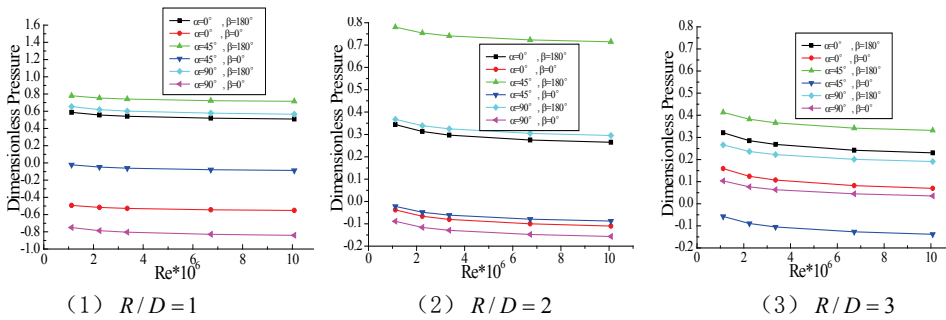 Dimensionless Pressure
1.6
1.4
1.2
1.0
0.8
0.6
0.4
0.2
0.0
-0.2
-0.4
-0.6
-0.8
-1.0
α=0° , β=180°
α=0° , β=0°
α=45° , β=180°
α=45° , β=0°
α=90° , β=180°
α=90° , β=0°
0 2 4 6 8 10
Re*10^6
(1) R/D=1
Dimensionless Pressure
0.8
0.7
0.6
0.5
0.4
0.3
0.2
0.1
0.0
-0.1
-0.2
α=0° , β=180°
α=0° , β=0°
α=45° , β=180°
α=45° , β=0°
α=90° , β=180°
α=90° , β=0°
0 2 4 6 8 10
Re*10^6
(2) R/D=2
Dimensionless Pressure
0.8
0.7
0.6
0.5
0.4
0.3
0.2
0.1
0.0
-0.1
-0.2
α=0° , β=180°
α=0° , β=0°
α=45° , β=180°
α=45° , β=0°
α=90° , β=180°
α=90° , β=0°
0 2 4 6 8 10
Re*10^6
(3) R/D=3